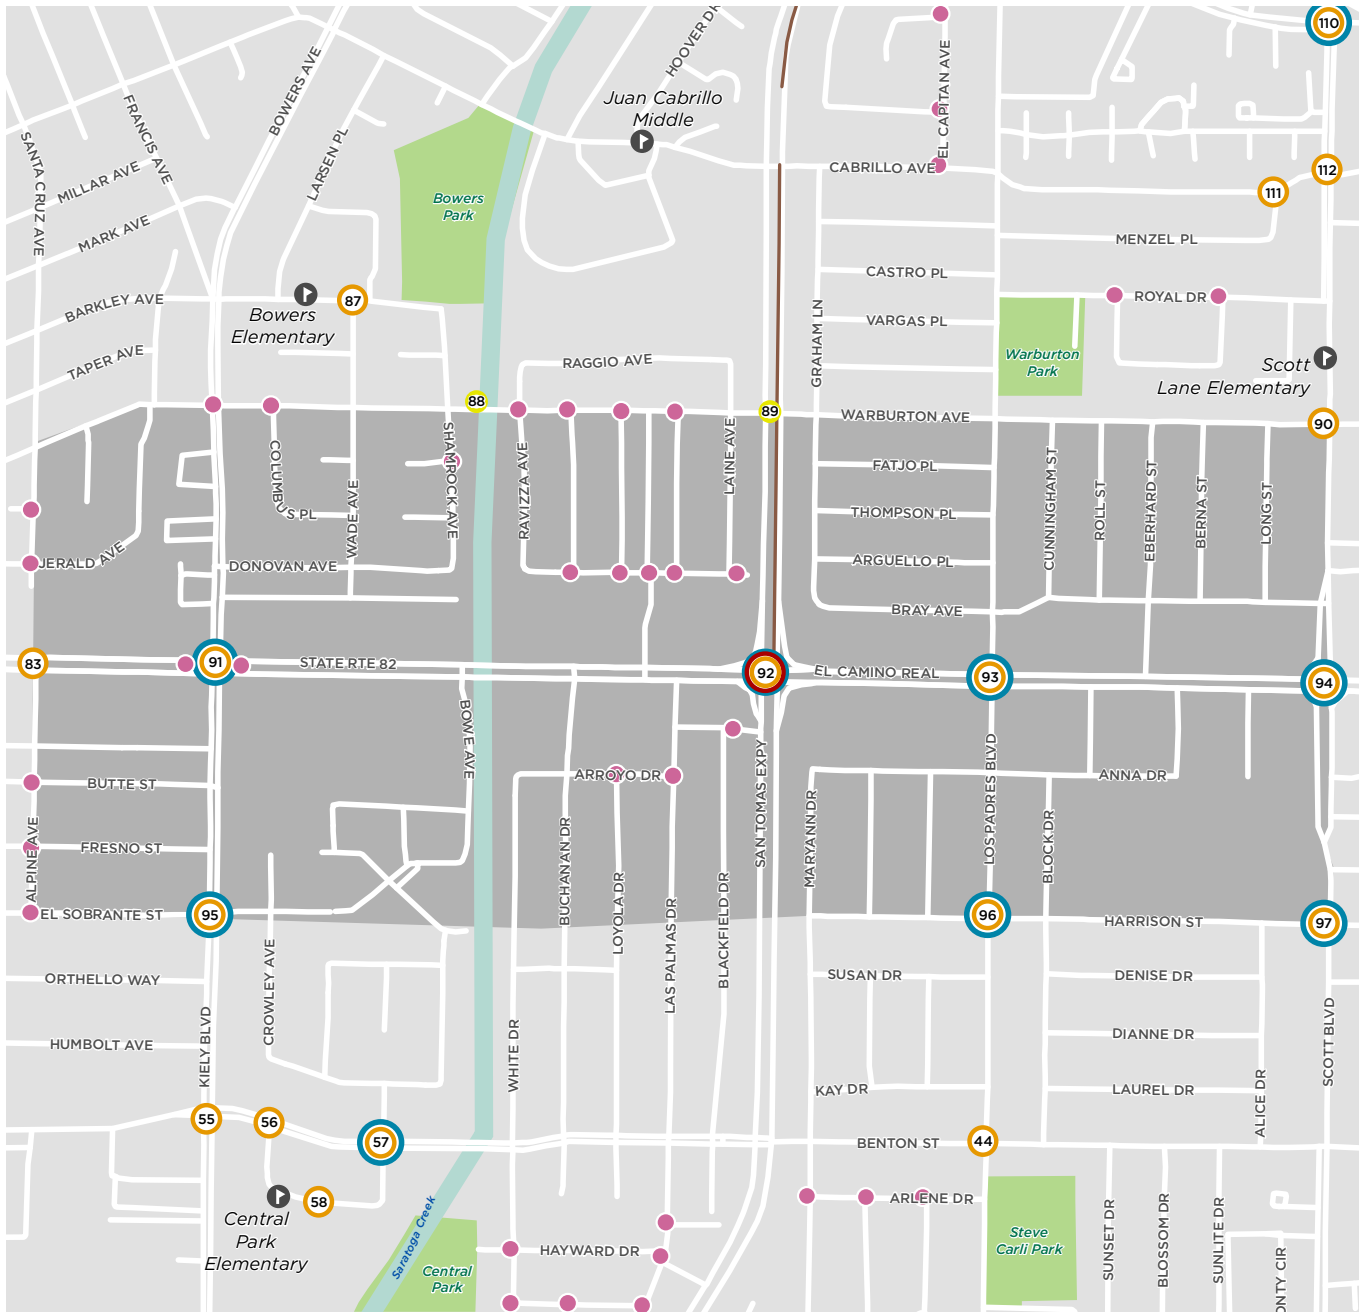 110
HOOVER DR
BOWERS AVE
FRANCIS AVE
EL CAPITAN AVE
Juan Cabrillo
Middle
SANTA CRUZ AVE
MILLAR AVE
LARSEN PL
CABRILLO AVE
112
111
Bowers
Park
MARK AVE
MENZEL PL
CASTRO PL
BARKLEY AVE
87
ROYAL DR
Bowers
Elementary
VARGAS PL
GRAHAM LN
TAPER AVE
RAGGIO AVE
Warburton
Park
Scott
Lane Elementary
88
89
WARBURTON AVE
90
COLUMBUS PL
SHAMROCK AVE
RAVIZZA AVE
LAINE AVE
FATJO PL
CUNNINGHAM ST
ROLL ST
EBERHARD ST
BERNA ST
LONG ST
WADE AVE
THOMPSON PL
JERALD AVE
DONOVAN AVE
ARGUELLO PL
BRAY AVE
83
91
STATE RTE 82
92
EL CAMINO REAL
93
94
BOWE AVE
SAN TOMAS EXPY
LOS PADRES BLVD
BUTTE ST
ARROYO DR
ANNA DR
ALPINE AVE
FRESNO ST
BUCHANAN DR
MARYANN DR
BLOCK DR
EL SOBRANTE ST
95
LOYOLA DR
LAS PALMAS DR
BLACKFIELD DR
96
HARRISON ST
97
ORTHELLO WAY
CROWLEY AVE
SUSAN DR
DENISE DR
HUMBOLT AVE
KIELY BLVD
WHITE DR
DIANNE DR
SCOTT BLVD
KAY DR
LAUREL DR
ALICE DR
55
56
57
BENTON ST
44
58
ARLENE DR
Central
Park
Elementary
Saratoga Creek
HAYWARD DR
Central
Park
Steve
Carli Park
SUNSET DR
BLOSSOM DR
SUNLITE DR
ONTY CIR